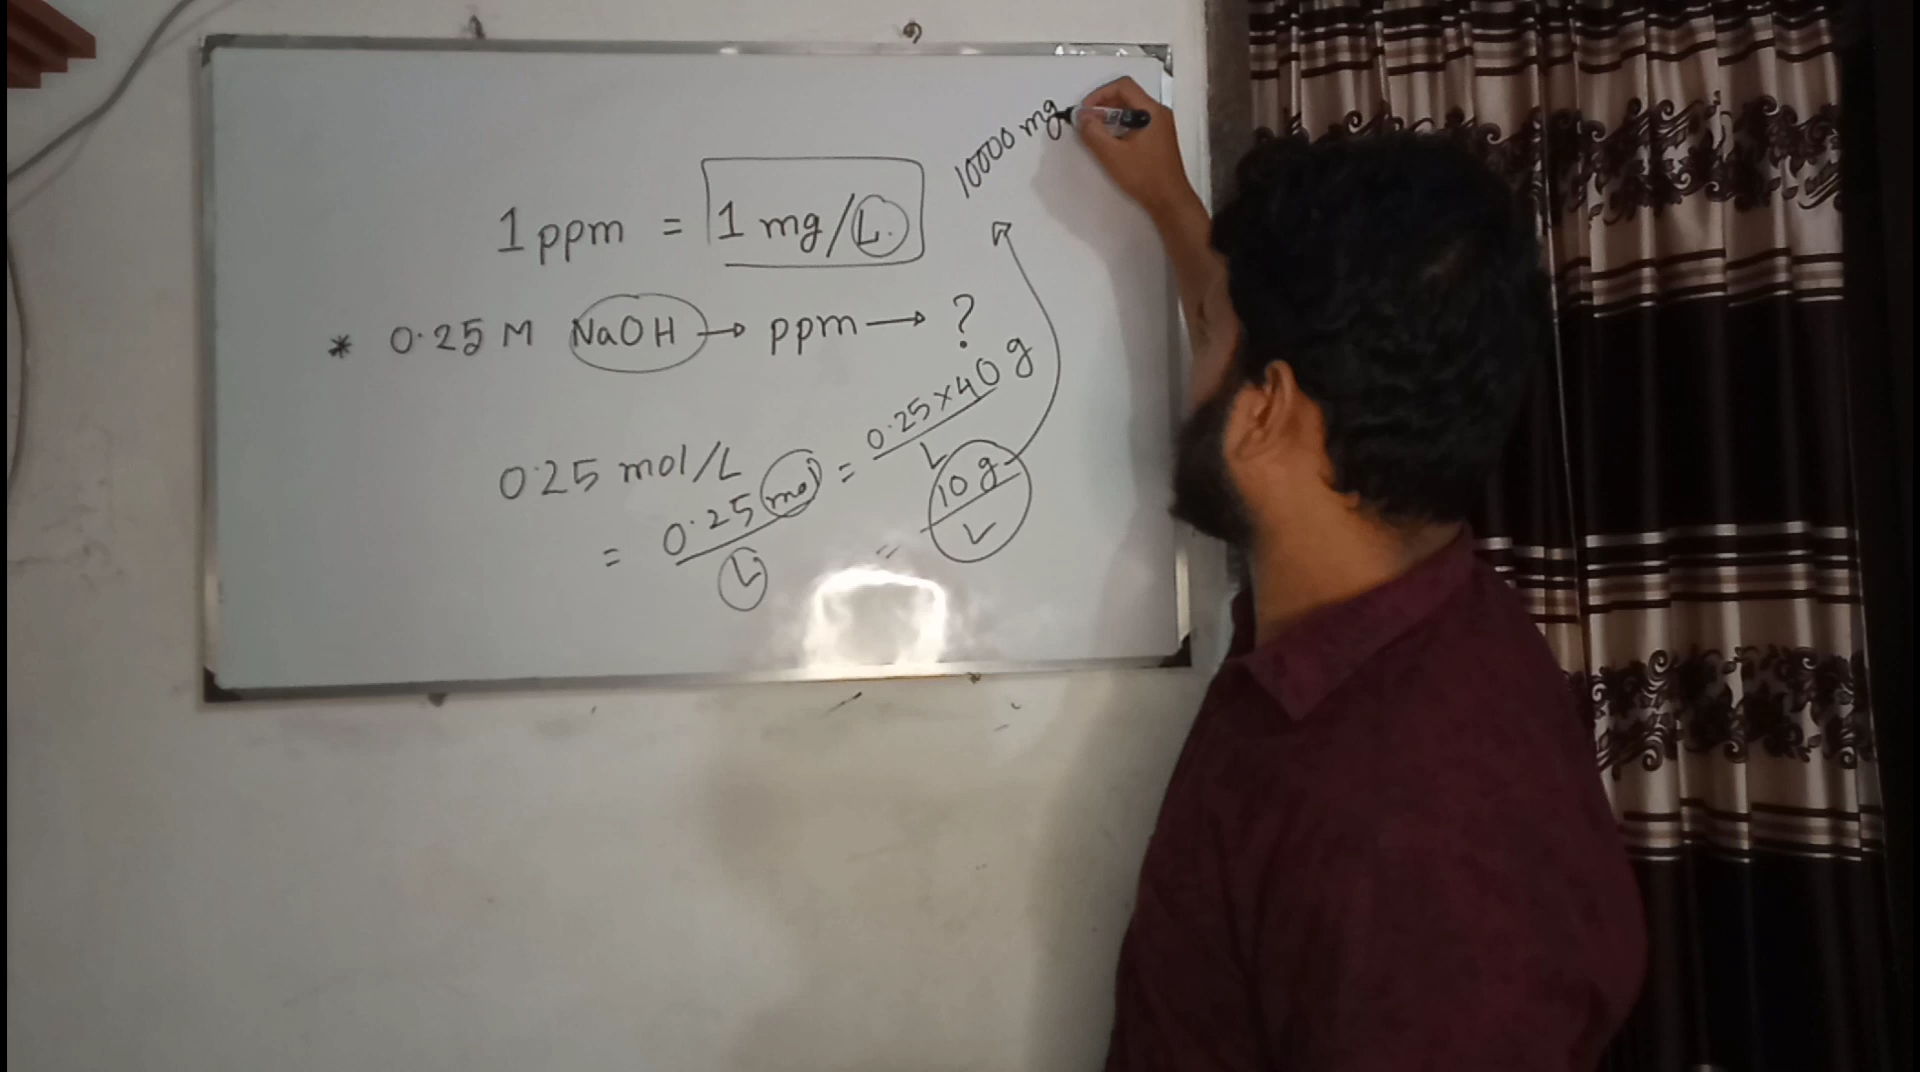 10000 mg
1 ppm = 1 mg/L
* 0.25 M NaOH → ppm → ?
0.25 mol/L
= 0.25 mol / L = 0.25 × 40 g / L
= 10 g / L